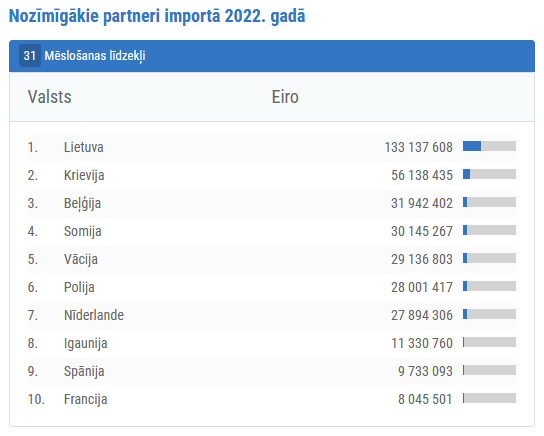 Nozīmīgākie partneri importā 2022. gadā
31 Mēslošanas līdzekļi
Valsts Eiro
1. Lietuva 133 137 608
2. Krievija 56 138 435
3. Beļģija 31 942 402
4. Somija 30 145 267
5. Vācija 29 136 803
6. Polija 28 001 417
7. Nīderlande 27 894 306
8. Igaunija 11 330 760
9. Spānija 9 733 093
10. Francija 8 045 501